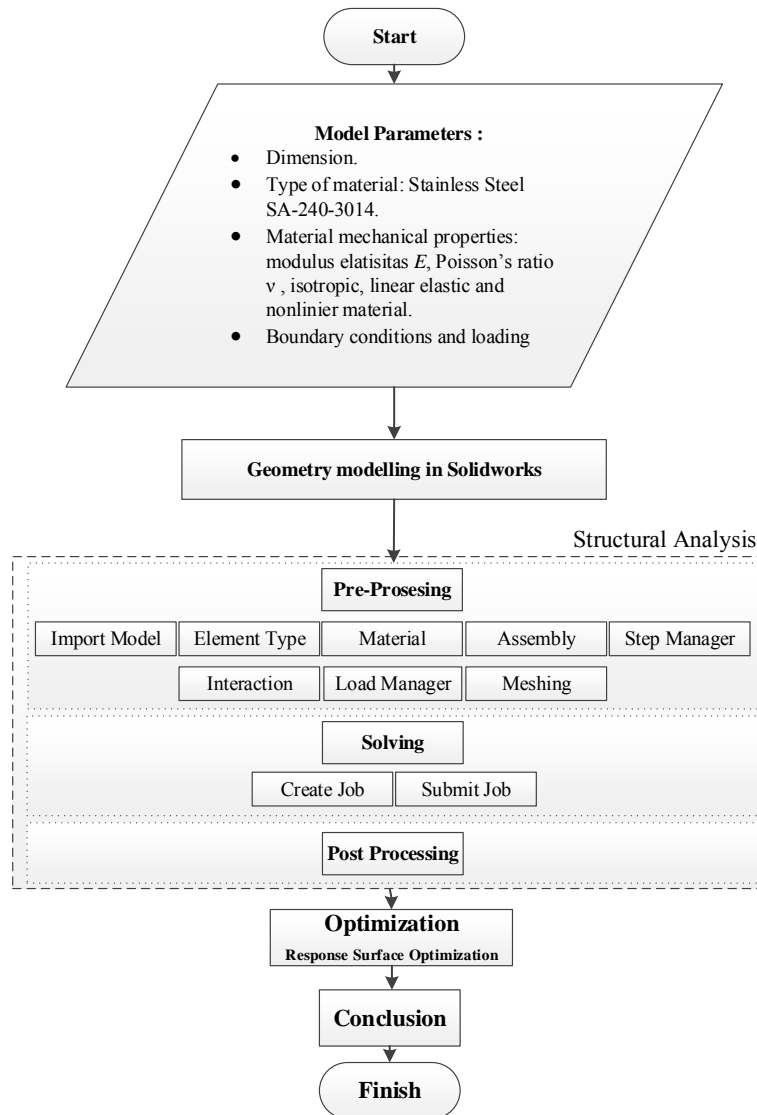 Start
Model Parameters :
• Dimension.
• Type of material: Stainless Steel
SA-240-3014.
• Material mechanical properties:
modulus elatisitas E, Poisson's ratio
ν , isotropic, linear elastic and
nonlinier material.
• Boundary conditions and loading
Geometry modelling in Solidworks
Structural Analysis
Pre-Prosesing
Import Model Element Type Material Assembly Step Manager
Interaction Load Manager Meshing
Solving
Create Job Submit Job
Post Processing
Optimization
Response Surface Optimization
Conclusion
Finish